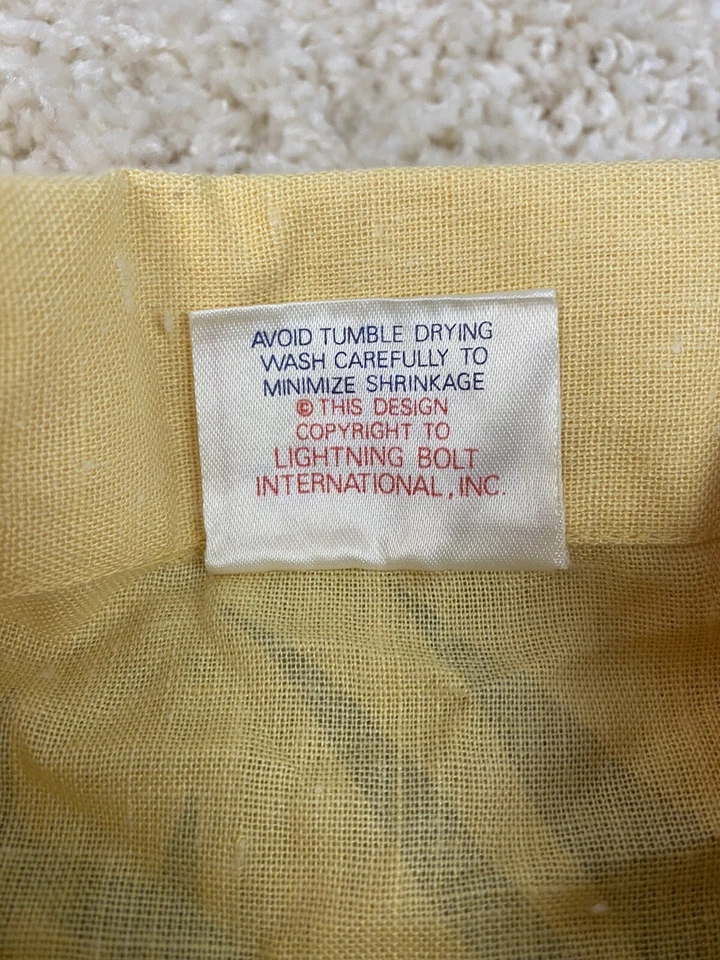 AVOID TUMBLE DRYING
WASH CAREFULLY TO
MINIMIZE SHRINKAGE
© THIS DESIGN
COPYRIGHT TO
LIGHTNING BOLT
INTERNATIONAL, INC.